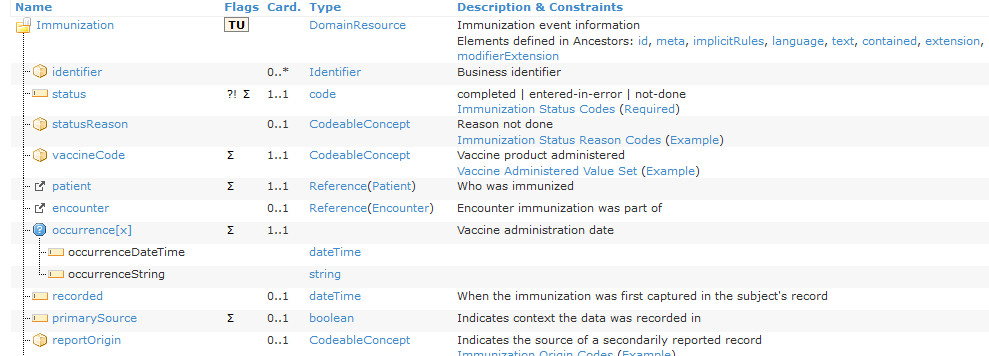 Name Flags Card. Type Description & Constraints
Immunization TU DomainResource Immunization event information
Elements defined in Ancestors: id, meta, implicitRules, language, text, contained, extension,
modifierExtension
identifier 0..* Identifier Business identifier
status ?! Σ 1..1 code completed | entered-in-error | not-done
Immunization Status Codes (Required)
statusReason 0..1 CodeableConcept Reason not done
Immunization Status Reason Codes (Example)
vaccineCode Σ 1..1 CodeableConcept Vaccine product administered
Vaccine Administered Value Set (Example)
patient Σ 1..1 Reference(Patient) Who was immunized
encounter 0..1 Reference(Encounter) Encounter immunization was part of
occurrence[x] Σ 1..1 Vaccine administration date
occurrenceDateTime dateTime
occurrenceString string
recorded 0..1 dateTime When the immunization was first captured in the subject's record
primarySource Σ 0..1 boolean Indicates context the data was recorded in
reportOrigin 0..1 CodeableConcept Indicates the source of a secondarily reported record
Immunization Origin Codes (Example)